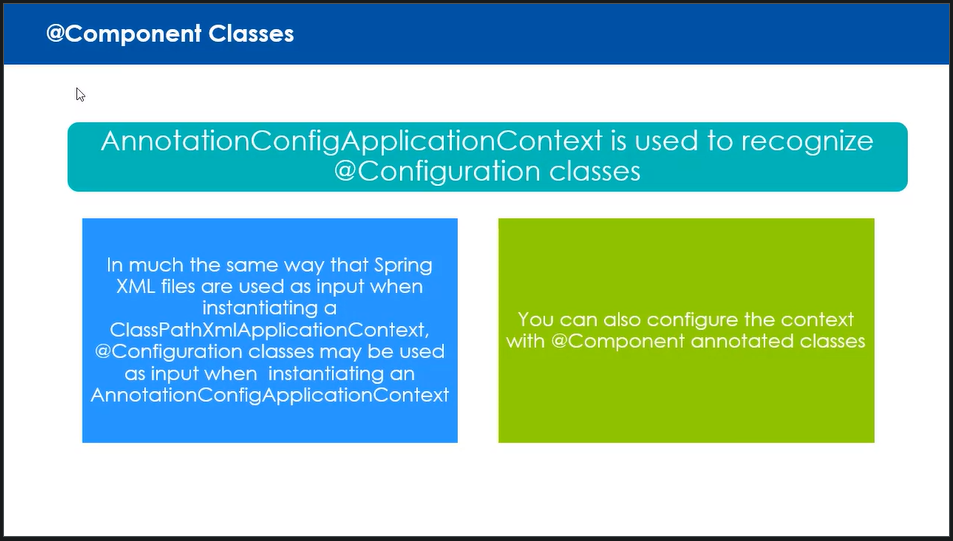 @Component Classes
AnnotationConfigApplicationContext is used to recognize
@Configuration classes
In much the same way that Spring
XML files are used as input when
instantiating a
ClassPathXmlApplicationContext,
@Configuration classes may be used
as input when  instantiating an
AnnotationConfigApplicationContext
You can also configure the context
with @Component annotated classes